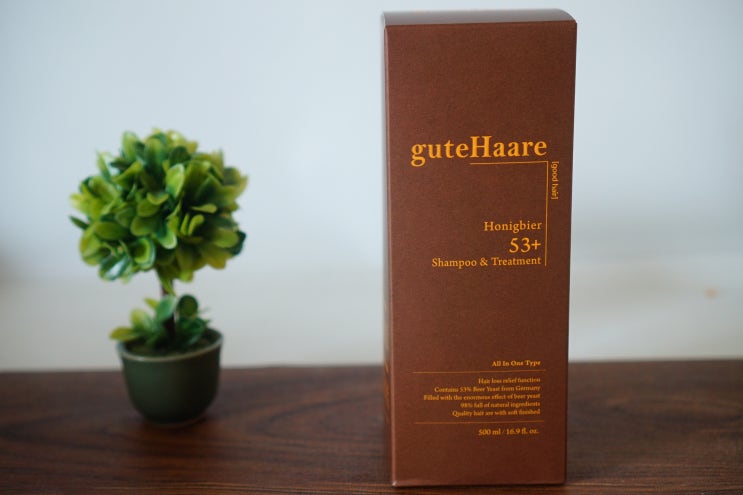 guteHaare
[good hair]
Honigbier
53+
Shampoo & Treatment
All In One Type
Hair loss relief function
Contains 53% Beer Yeast from Germany
Filled with the enormous effect of beer yeast
98% full of natural ingredients
Quality hair are with soft finished
500 ml / 16.9 fl. oz.